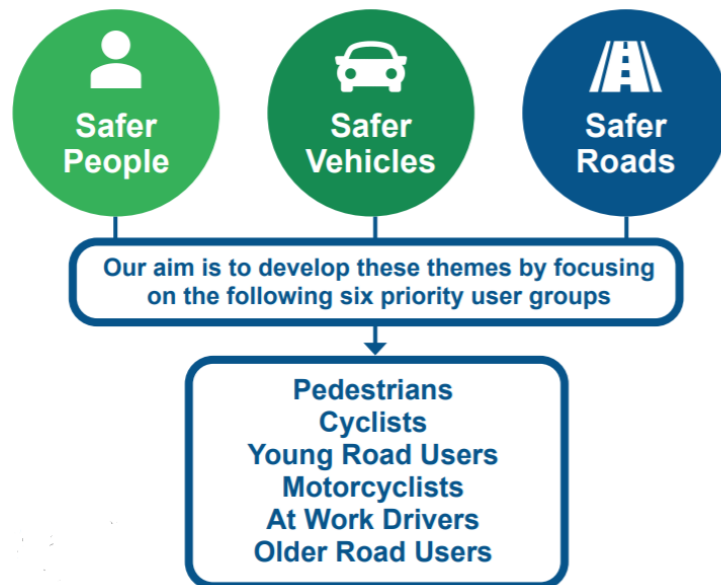 Safer
People
Safer
Vehicles
Safer
Roads
Our aim is to develop these themes by focusing
on the following six priority user groups
Pedestrians
Cyclists
Young Road Users
Motorcyclists
At Work Drivers
Older Road Users